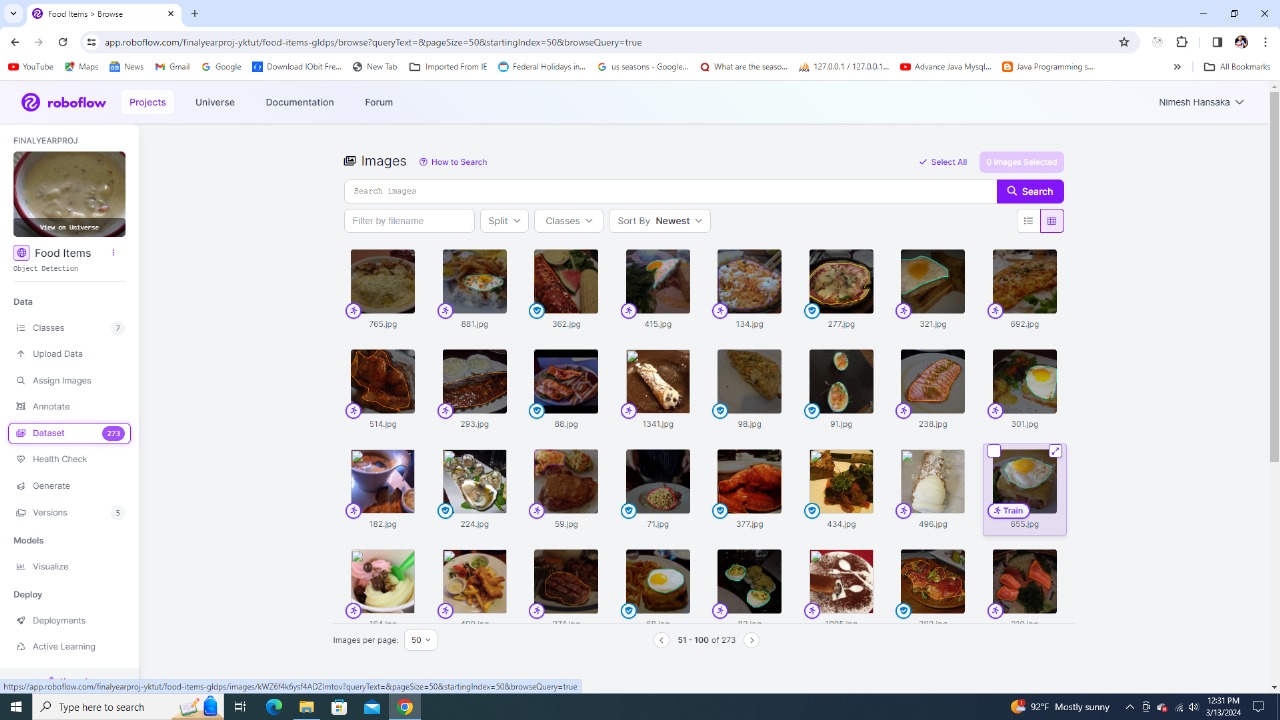 Food Items > Browse
app.roboflow.com/finalyearproj-yktut/food-items-gldps/browse?queryText=&pageSize=50&startingIndex=50&browseQuery=true
YouTube Maps News Gmail Google Download IObit Fre... New Tab Imported From IE Federal Holidays in... us seasons - Google... What are the seaso... 127.0.0.1 / 127.0.0.1... Advance Java Mysql... Java Programming s... » All Bookmarks
roboflow Projects Universe Documentation Forum Nimesh Hansaka
FINALYEARPROJ
View on Universe
Food Items
Object Detection
Data
Classes 7
Upload Data
Assign Images
Annotate
Dataset 273
Health Check
Generate
Versions 5
Models
Visualize
Deploy
Deployments
Active Learning
Images How to Search Select All 0 Images Selected
Search images Search
Filter by filename Split Classes Sort By Newest
765.jpg 881.jpg 362.jpg 415.jpg 134.jpg 277.jpg 321.jpg 692.jpg
514.jpg 293.jpg 88.jpg 1341.jpg 98.jpg 91.jpg 238.jpg 301.jpg
Train
182.jpg 224.jpg 59.jpg 71.jpg 377.jpg 434.jpg 496.jpg 655.jpg
Images per page: 50 51 - 100 of 273
https://app.roboflow.com/finalyearproj-yktut/food-items-gldps/images/kWZ6f4k6ysf4ADZlmtov?queryText=&pageSize=50&startingIndex=50&browseQuery=true
Type here to search
92°F Mostly sunny
12:31 PM
3/13/2024